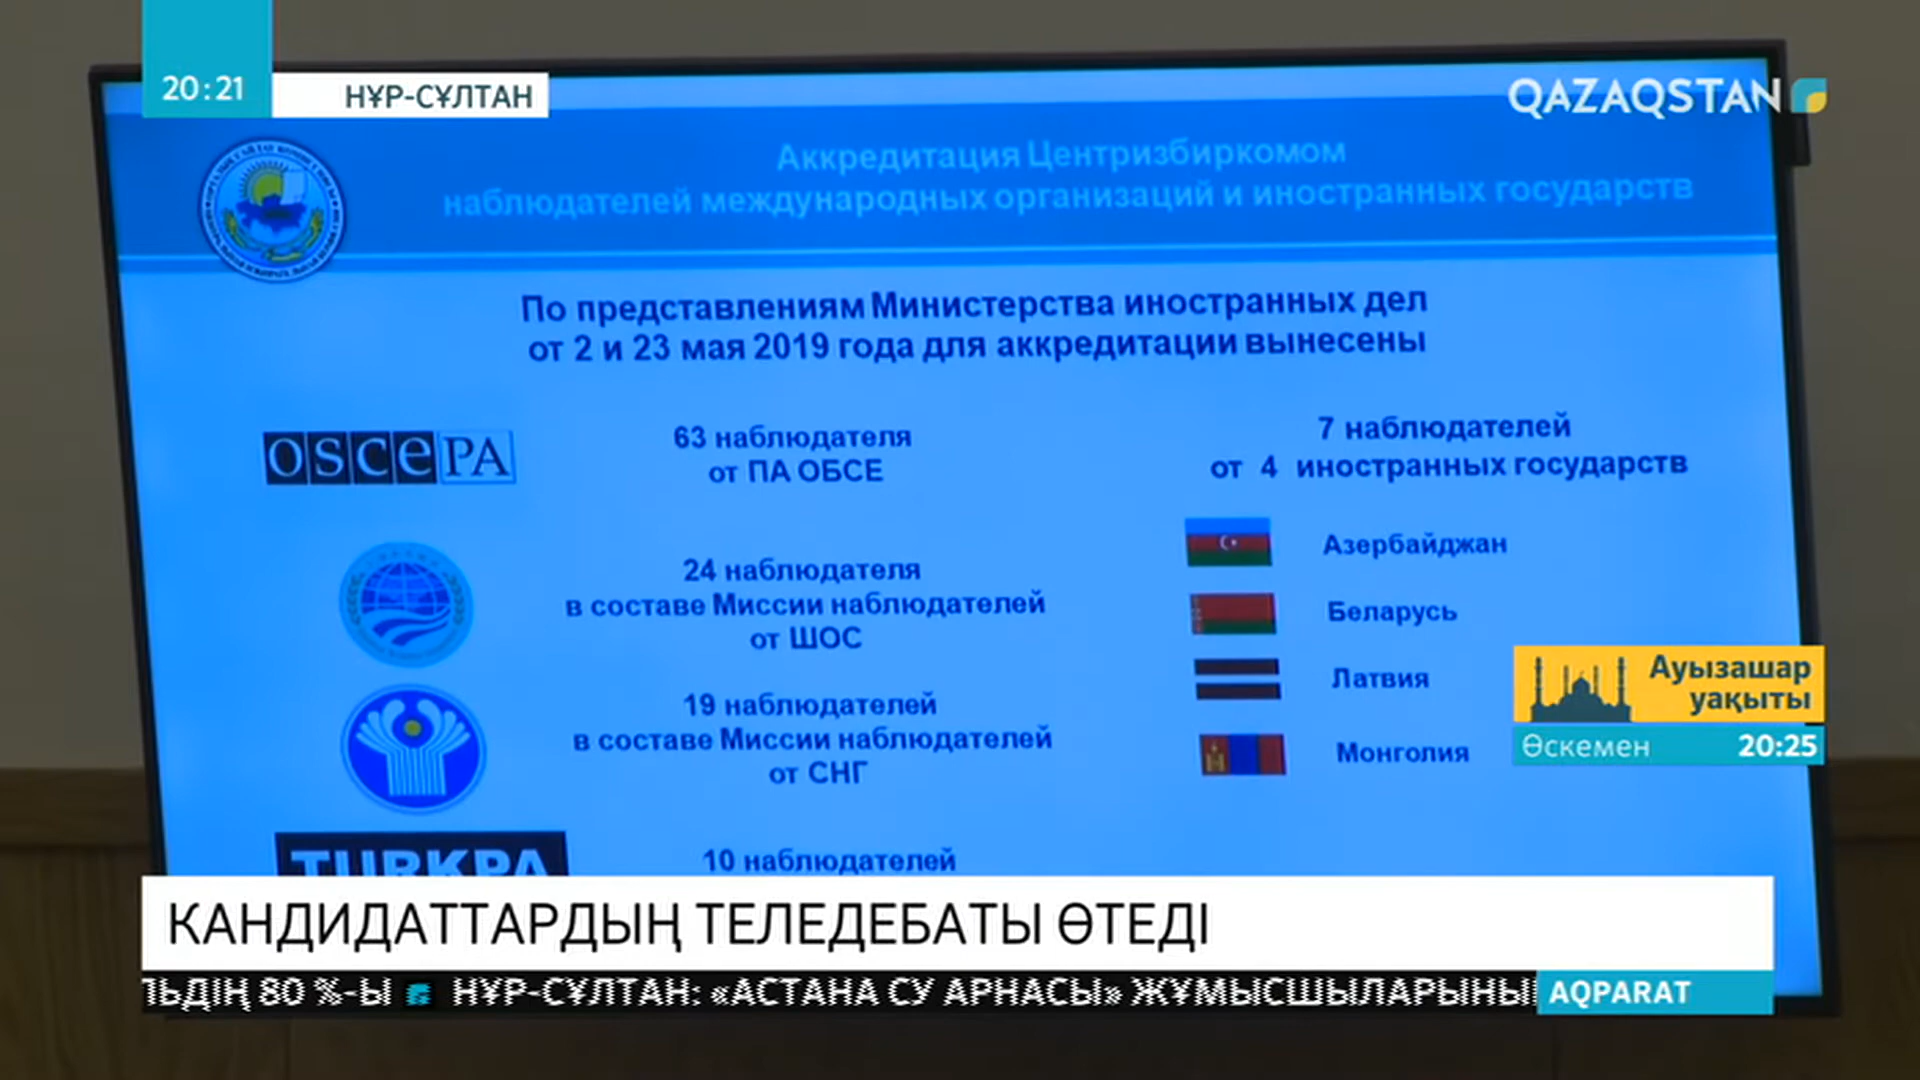 20:21
НҰР-СҰЛТАН
QAZAQSTAN
Аккредитация Центризбиркомом
наблюдателей международных организаций и иностранных государств
По представлениям Министерства иностранных дел
от 2 и 23 мая 2019 года для аккредитации вынесены
oscePA
63 наблюдателя
от ПА ОБСЕ
24 наблюдателя
в составе Миссии наблюдателей
от ШОС
19 наблюдателей
в составе Миссии наблюдателей
от СНГ
TURKPA
10 наблюдателей
7 наблюдателей
от 4 иностранных государств
Азербайджан
Беларусь
Латвия
Монголия
Ауызашар
уақыты
Өскемен 20:25
КАНДИДАТТАРДЫҢ ТЕЛЕДЕБАТЫ ӨТЕДІ
ЛЬДІҢ 80 %-Ы НҰР-СҰЛТАН: «АСТАНА СУ АРНАСЫ» ЖҰМЫСШЫЛАРЫНЫ
AQPARAT